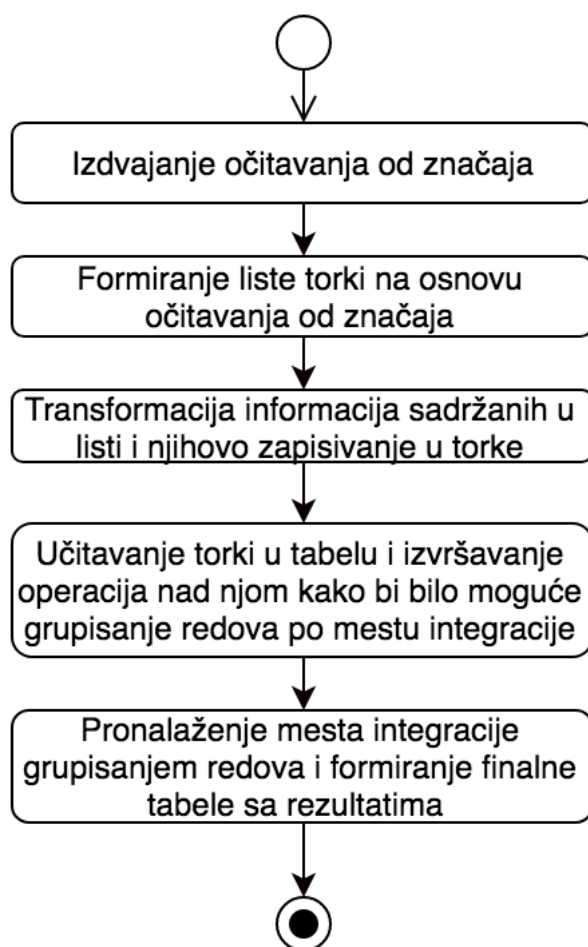 Izdvajanje očitavanja od značaja
Formiranje liste torki na osnovu
očitavanja od značaja
Transformacija informacija sadržanih u
listi i njihovo zapisivanje u torke
Učitavanje torki u tabelu i izvršavanje
operacija nad njom kako bi bilo moguće
grupisanje redova po mestu integracije
Pronalaženje mesta integracije
grupisanjem redova i formiranje finalne
tabele sa rezultatima